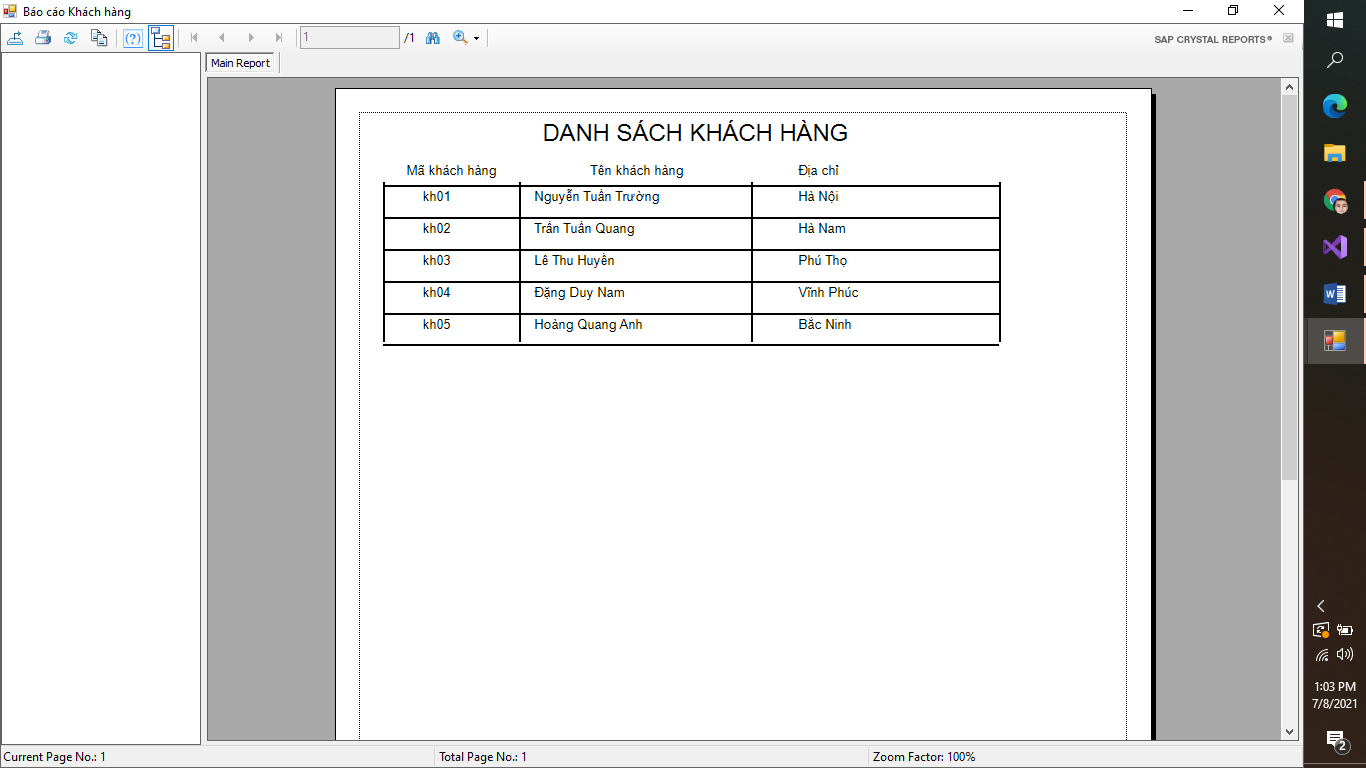 Báo cáo Khách hàng
1 /1
SAP CRYSTAL REPORTS®
Main Report
DANH SÁCH KHÁCH HÀNG
Mã khách hàng Tên khách hàng Địa chỉ
kh01 Nguyễn Tuấn Trường Hà Nội
kh02 Trần Tuấn Quang Hà Nam
kh03 Lê Thu Huyền Phú Thọ
kh04 Đặng Duy Nam Vĩnh Phúc
kh05 Hoàng Quang Anh Bắc Ninh
Current Page No.: 1 Total Page No.: 1 Zoom Factor: 100%
1:03 PM
7/8/2021
2